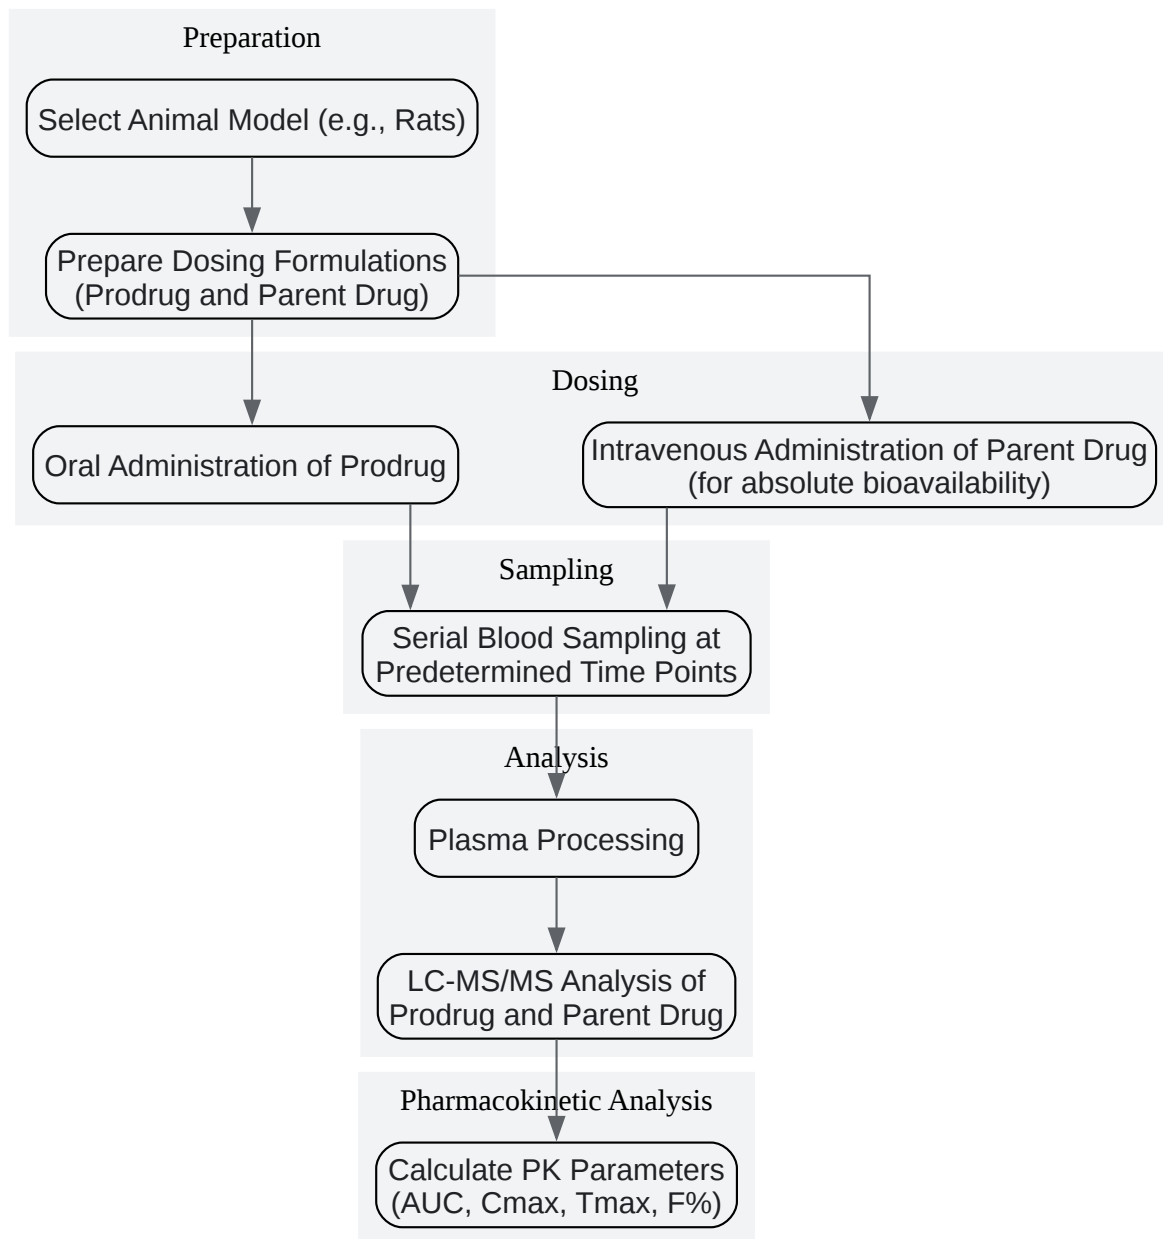 Preparation
Select Animal Model (e.g., Rats)
Prepare Dosing Formulations
(Prodrug and Parent Drug)
Dosing
Oral Administration of Prodrug
Intravenous Administration of Parent Drug
(for absolute bioavailability)
Sampling
Serial Blood Sampling at
Predetermined Time Points
Analysis
Plasma Processing
LC-MS/MS Analysis of
Prodrug and Parent Drug
Pharmacokinetic Analysis
Calculate PK Parameters
(AUC, Cmax, Tmax, F%)